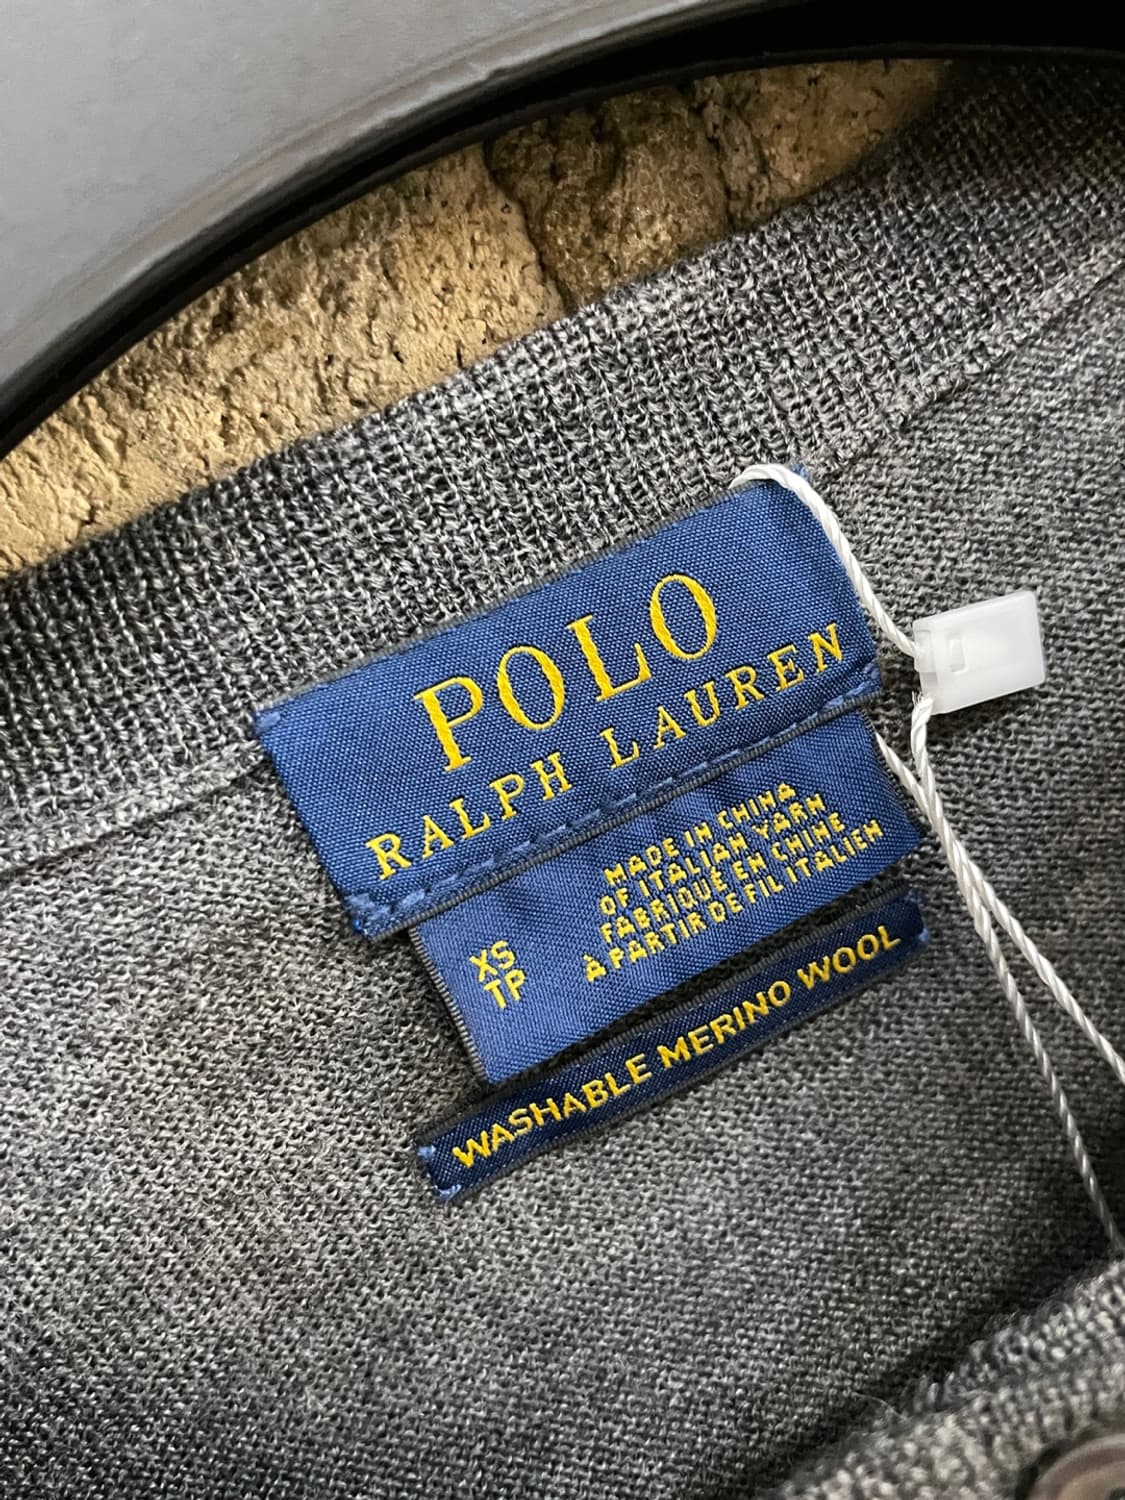 POLO
RALPH LAUREN
XS
TP
MADE IN CHINA
OF ITALIAN YARN
FABRIQUÉ EN CHINE
À PARTIR DE FIL ITALIEN
WASHABLE MERINO WOOL